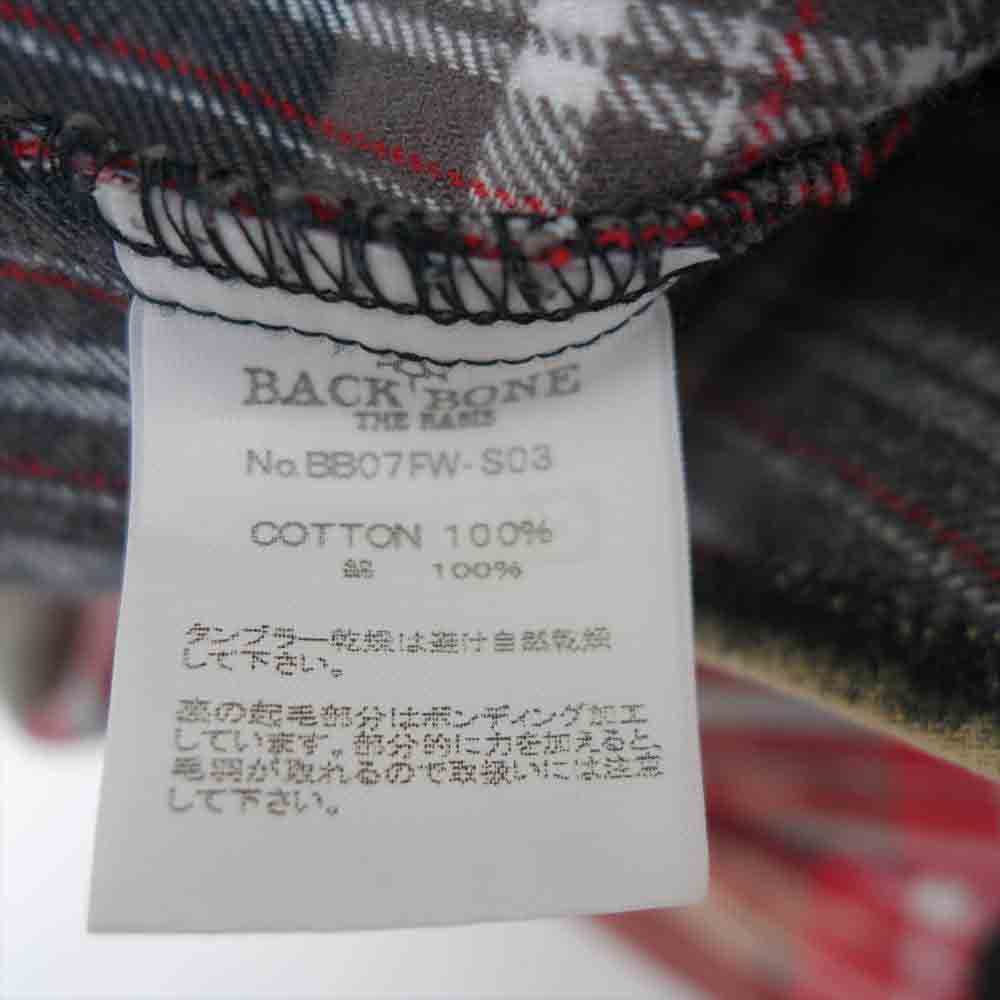 BACK BONE
THE BASIS
No.BB07FW-S03
COTTON 100%
綿 100%
タンブラー乾燥は避け自然乾燥
して下さい。
裏の起毛部分はボンディング加工
しています。部分的に力を加えると、
毛羽が取れるので取扱いには注意
して下さい。